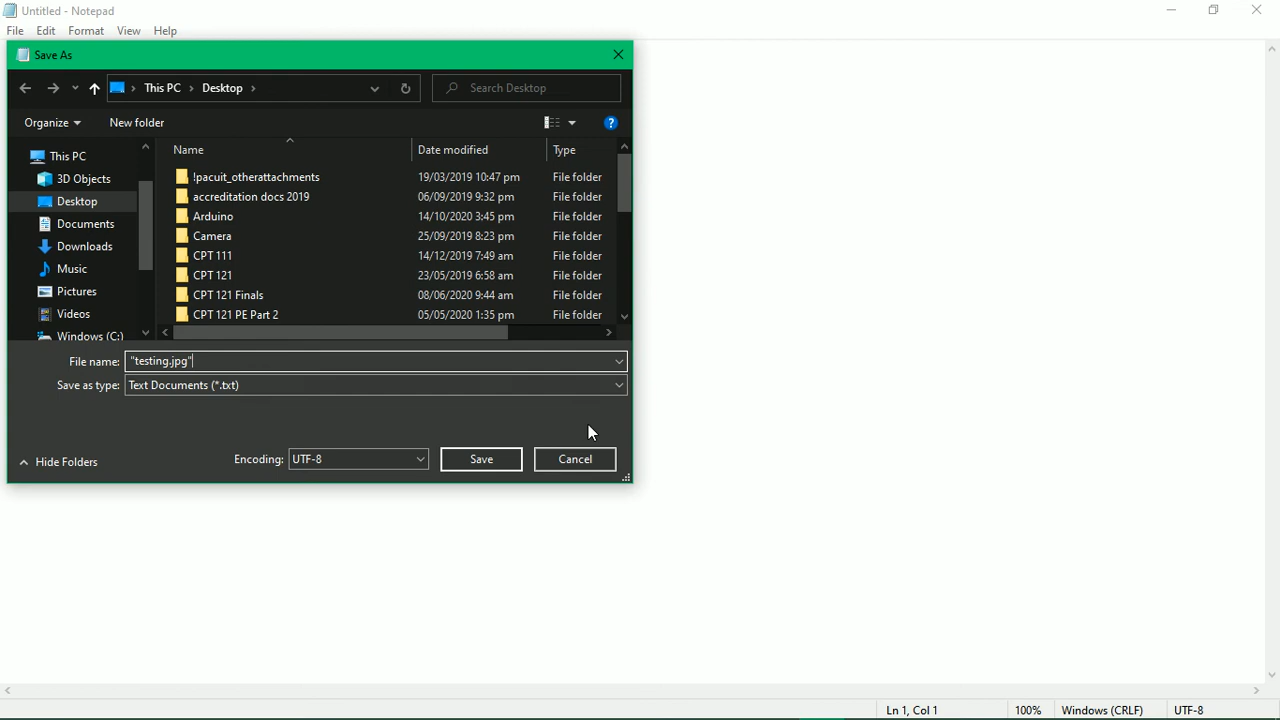 Untitled - Notepad
File Edit Format View Help
Save As
This PC > Desktop >
Search Desktop
Organize New folder
This PC
3D Objects
Desktop
Documents
Downloads
Music
Pictures
Videos
Windows (C:)
Name Date modified Type
!pacuit_otherattachments 19/03/2019 10:47 pm File folder
accreditation docs 2019 06/09/2019 9:32 pm File folder
Arduino 14/10/2020 3:45 pm File folder
Camera 25/09/2019 8:23 pm File folder
CPT 111 14/12/2019 7:49 am File folder
CPT 121 23/05/2019 6:58 am File folder
CPT 121 Finals 08/06/2020 9:44 am File folder
CPT 121 PE Part 2 05/05/2020 1:35 pm File folder
File name: "testing.jpg"
Save as type: Text Documents (*.txt)
Hide Folders Encoding: UTF-8 Save Cancel
Ln 1, Col 1 100% Windows (CRLF) UTF-8